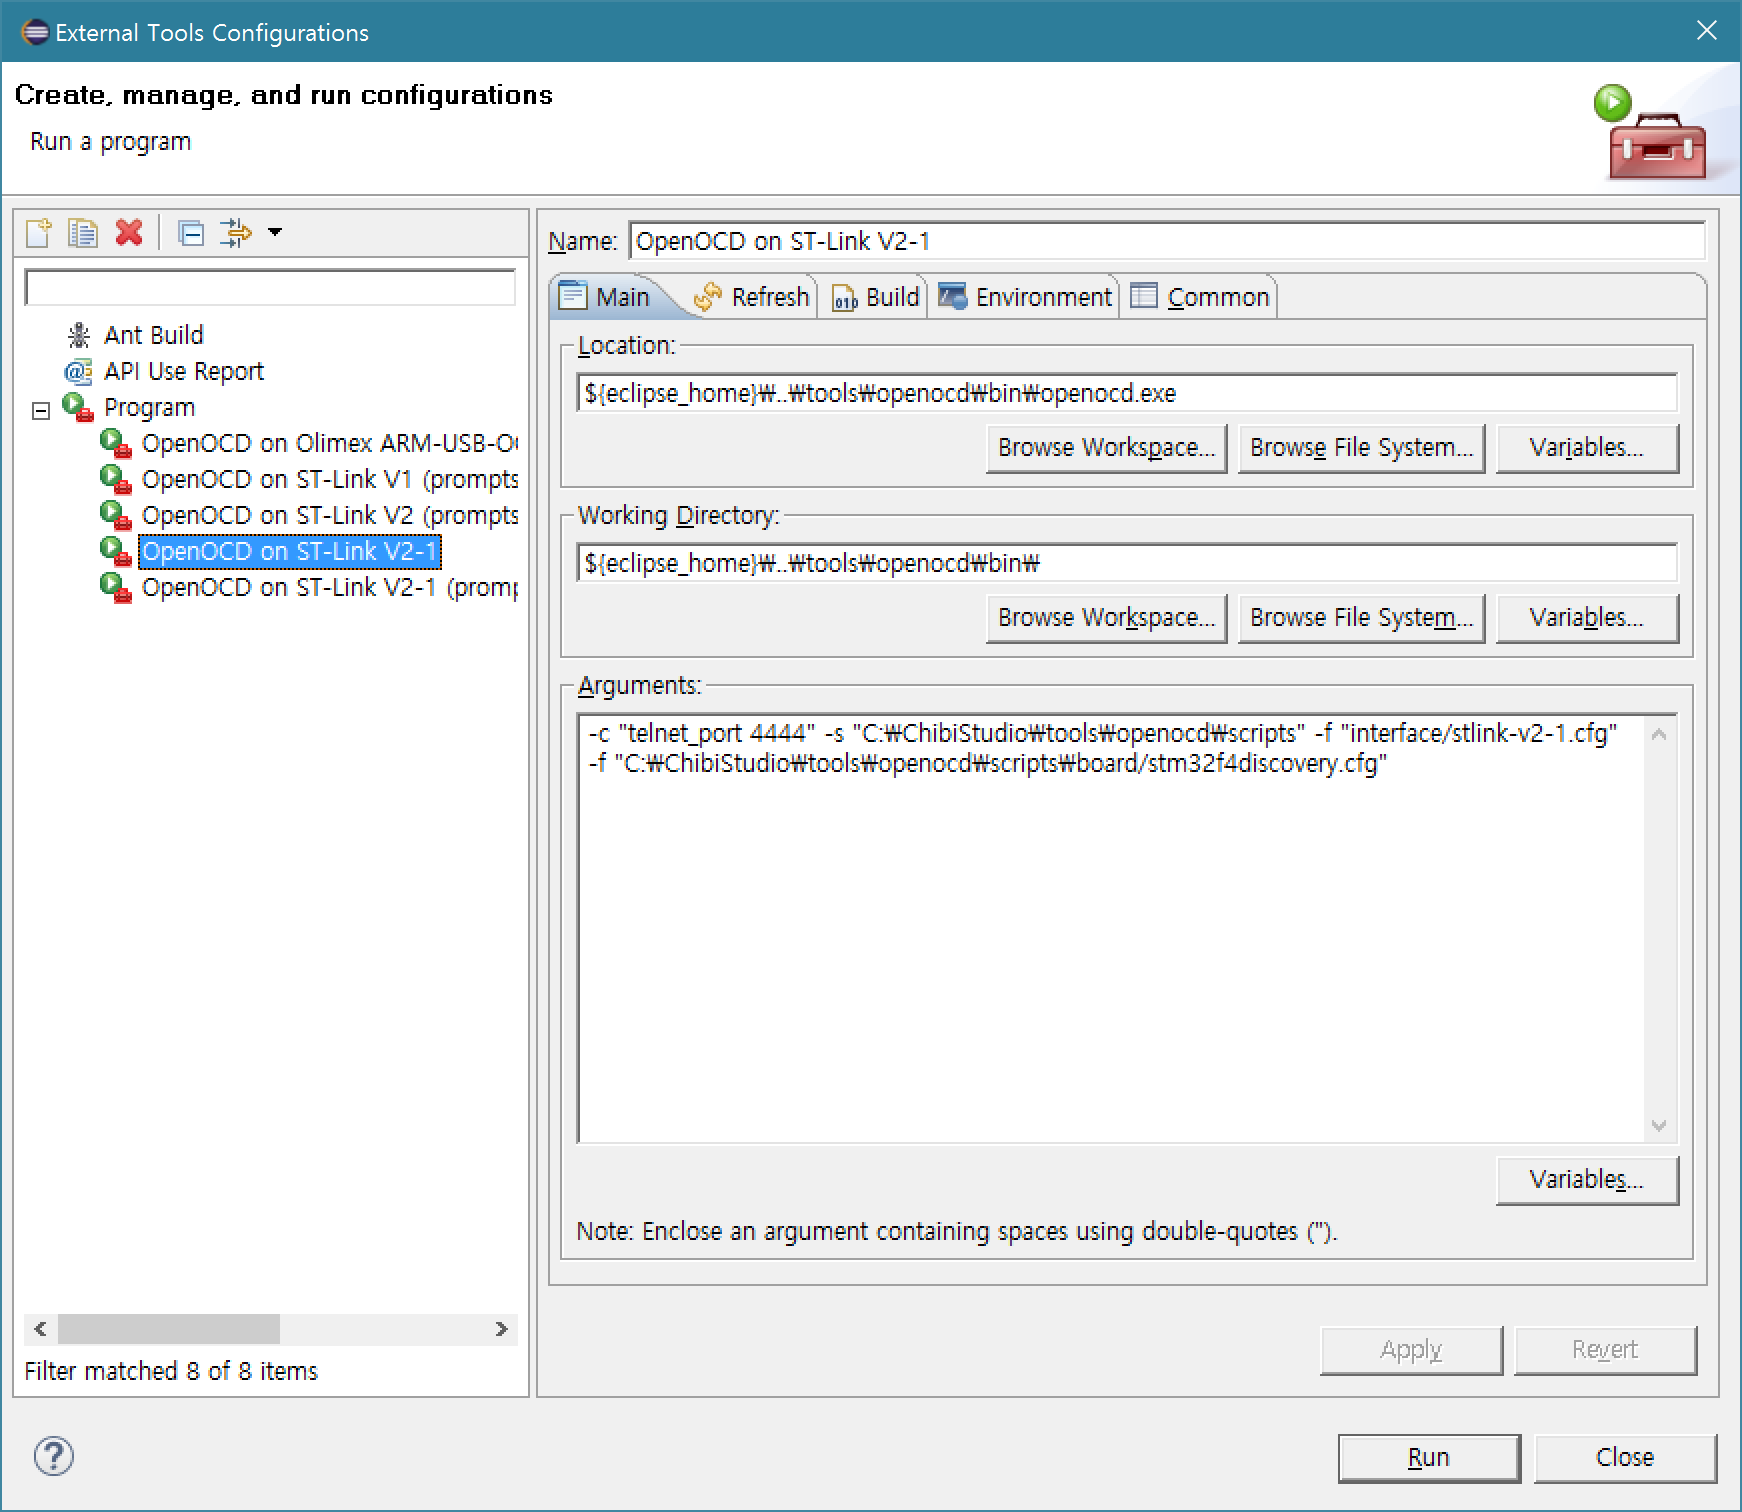 External Tools Configurations
Create, manage, and run configurations
Run a program
Ant Build
API Use Report
Program
OpenOCD on Olimex ARM-USB-O
OpenOCD on ST-Link V1 (prompts
OpenOCD on ST-Link V2 (prompts
OpenOCD on ST-Link V2-1
OpenOCD on ST-Link V2-1 (prom
Filter matched 8 of 8 items
Name: OpenOCD on ST-Link V2-1
Main Refresh Build Environment Common
Location:
${eclipse_home}₩..₩tools₩openocd₩bin₩openocd.exe
Browse Workspace... Browse File System... Variables...
Working Directory:
${eclipse_home}₩..₩tools₩openocd₩bin₩
Browse Workspace... Browse File System... Variables...
Arguments:
-c "telnet_port 4444" -s "C:₩ChibiStudio₩tools₩openocd₩scripts" -f "interface/stlink-v2-1.cfg"
-f "C:₩ChibiStudio₩tools₩openocd₩scripts₩board/stm32f4discovery.cfg"
Variables...
Note: Enclose an argument containing spaces using double-quotes (").
Apply Revert
Run Close